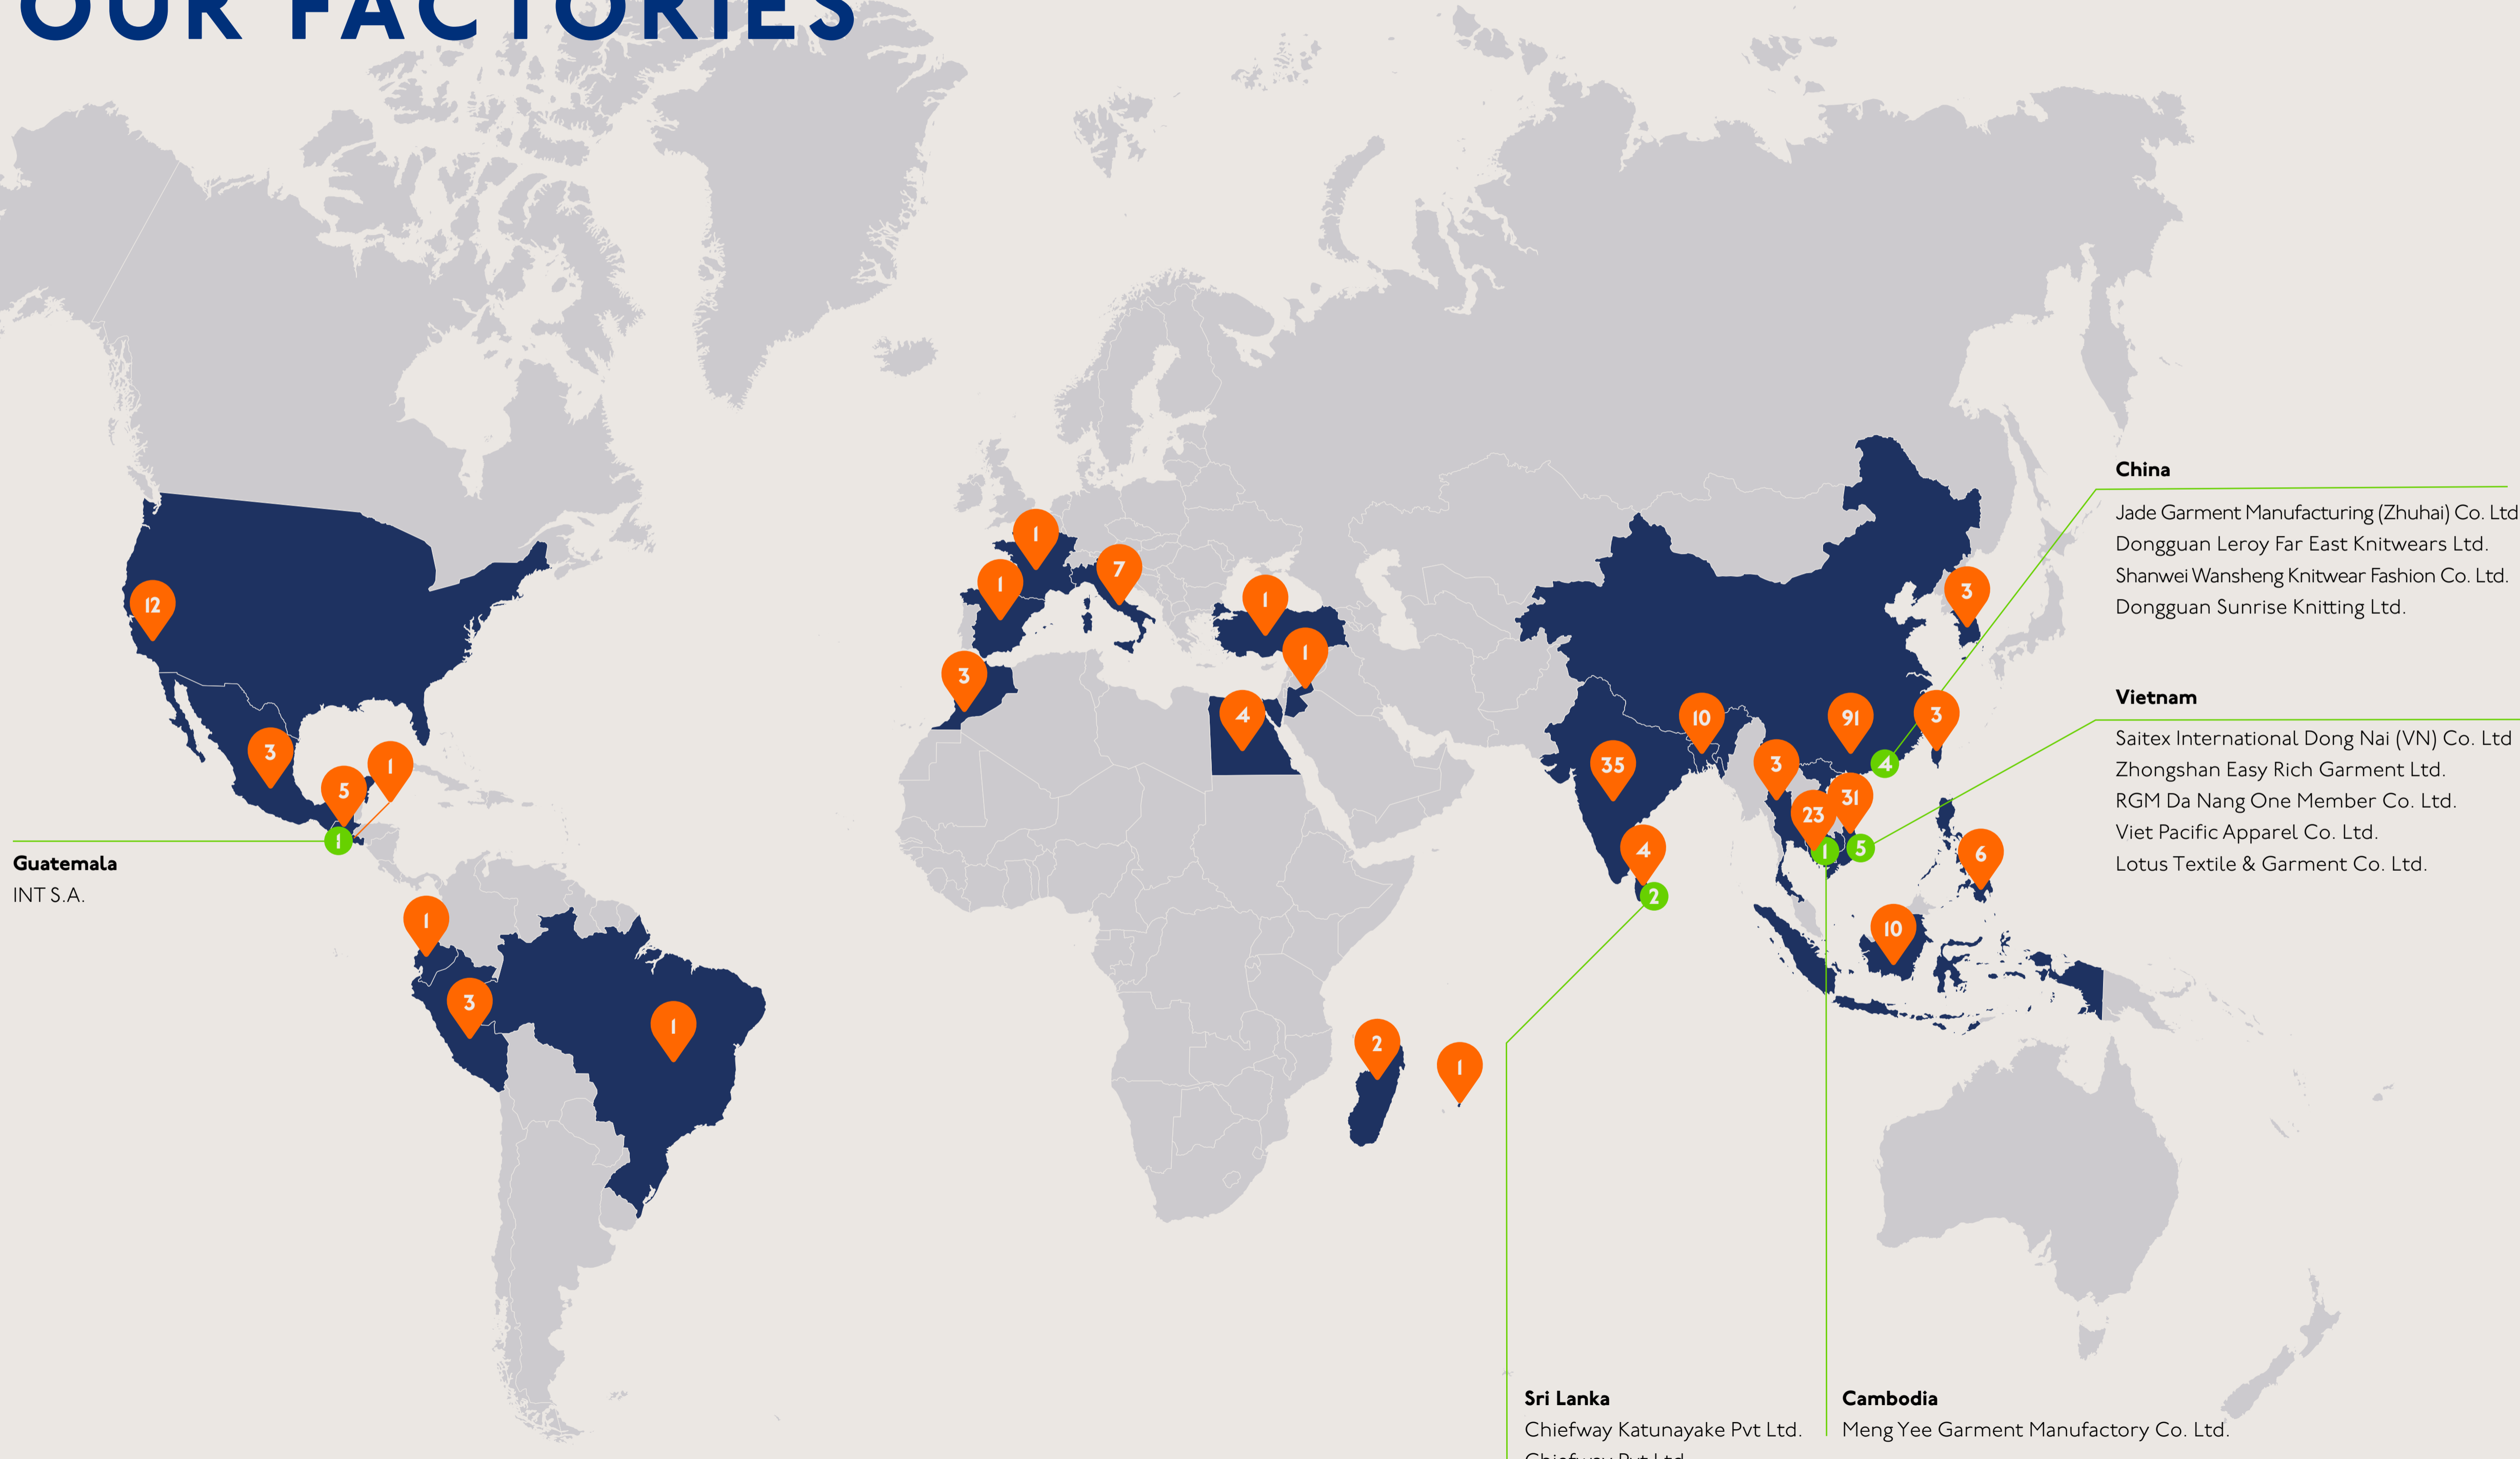 OUR FACTORIES
China
Jade Garment Manufacturing (Zhuhai) Co. Ltd
Dongguan Leroy Far East Knitwears Ltd.
Shanwei Wansheng Knitwear Fashion Co. Ltd.
Dongguan Sunrise Knitting Ltd.
1
7
1
12
1
3
1
3
Vietnam
Saitex International Dong Nai (VN) Co. Ltd
Zhongshan Easy Rich Garment Ltd.
RGM Da Nang One Member Co. Ltd.
Viet Pacific Apparel Co. Ltd.
Lotus Textile & Garment Co. Ltd.
4
10
91
3
3
1
5
35
3
4
31
23
1
4
1
5
6
Guatemala
INT S.A.
2
1
10
3
1
2
1
Sri Lanka
Chiefway Katunayake Pvt Ltd.
Chiefway Pvt Ltd
Cambodia
Meng Yee Garment Manufactory Co. Ltd.